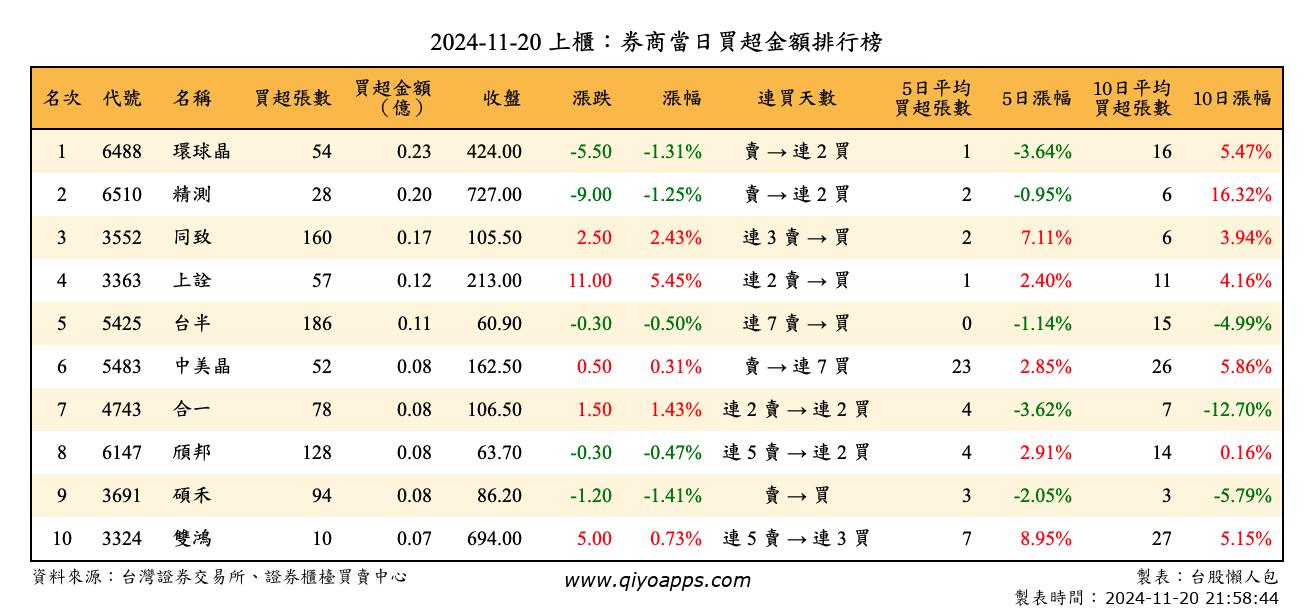 2024-11-20 上櫃：券商當日買超金額排行榜
名次 代號 名稱 買超張數 買超金額（億） 收盤 漲跌 漲幅 連買天數 5日平均買超張數 5日漲幅 10日平均買超張數 10日漲幅
1 6488 環球晶 54 0.23 424.00 -5.50 -1.31% 賣 → 連 2 買 1 -3.64% 16 5.47%
2 6510 精測 28 0.20 727.00 -9.00 -1.25% 賣 → 連 2 買 2 -0.95% 6 16.32%
3 3552 同致 160 0.17 105.50 2.50 2.43% 連 3 賣 → 買 2 7.11% 6 3.94%
4 3363 上詮 57 0.12 213.00 11.00 5.45% 連 2 賣 → 買 1 2.40% 11 4.16%
5 5425 台半 186 0.11 60.90 -0.30 -0.50% 連 7 賣 → 買 0 -1.14% 15 -4.99%
6 5483 中美晶 52 0.08 162.50 0.50 0.31% 賣 → 連 7 買 23 2.85% 26 5.86%
7 4743 合一 78 0.08 106.50 1.50 1.43% 連 2 賣 → 連 2 買 4 -3.62% 7 -12.70%
8 6147 頎邦 128 0.08 63.70 -0.30 -0.47% 連 5 賣 → 連 2 買 4 2.91% 14 0.16%
9 3691 碩禾 94 0.08 86.20 -1.20 -1.41% 賣 → 買 3 -2.05% 3 -5.79%
10 3324 雙鴻 10 0.07 694.00 5.00 0.73% 連 5 賣 → 連 3 買 7 8.95% 27 5.15%
資料來源：台灣證券交易所、證券櫃檯買賣中心 www.qiyoapps.com 製表：台股懶人包
製表時間：2024-11-20 21:58:44